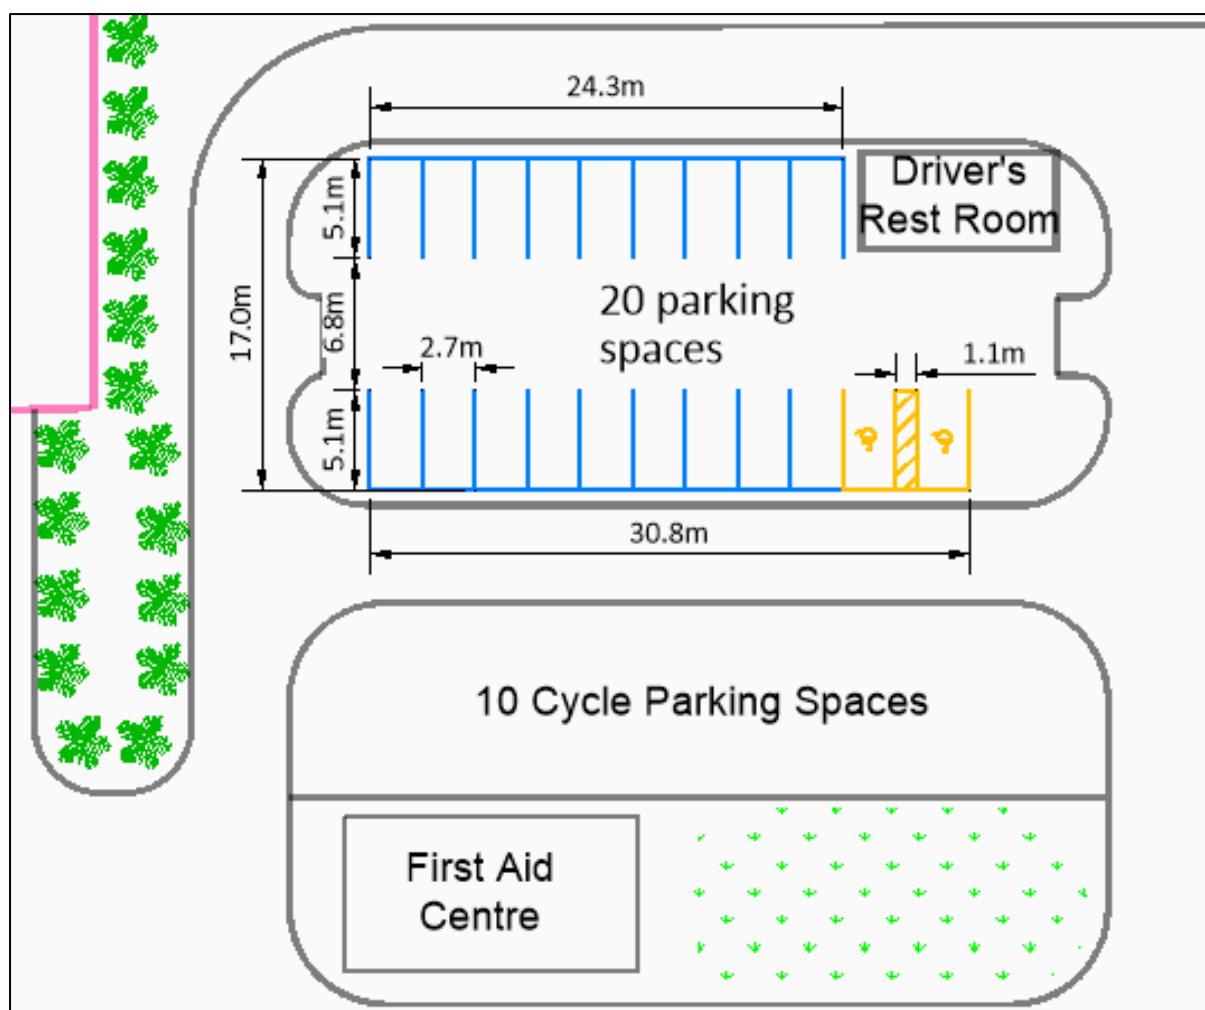 24.3m
Driver's
Rest Room
5.1m
17.0m
6.8m
20 parking
spaces
2.7m
1.1m
5.1m
30.8m
10 Cycle Parking Spaces
First Aid
Centre